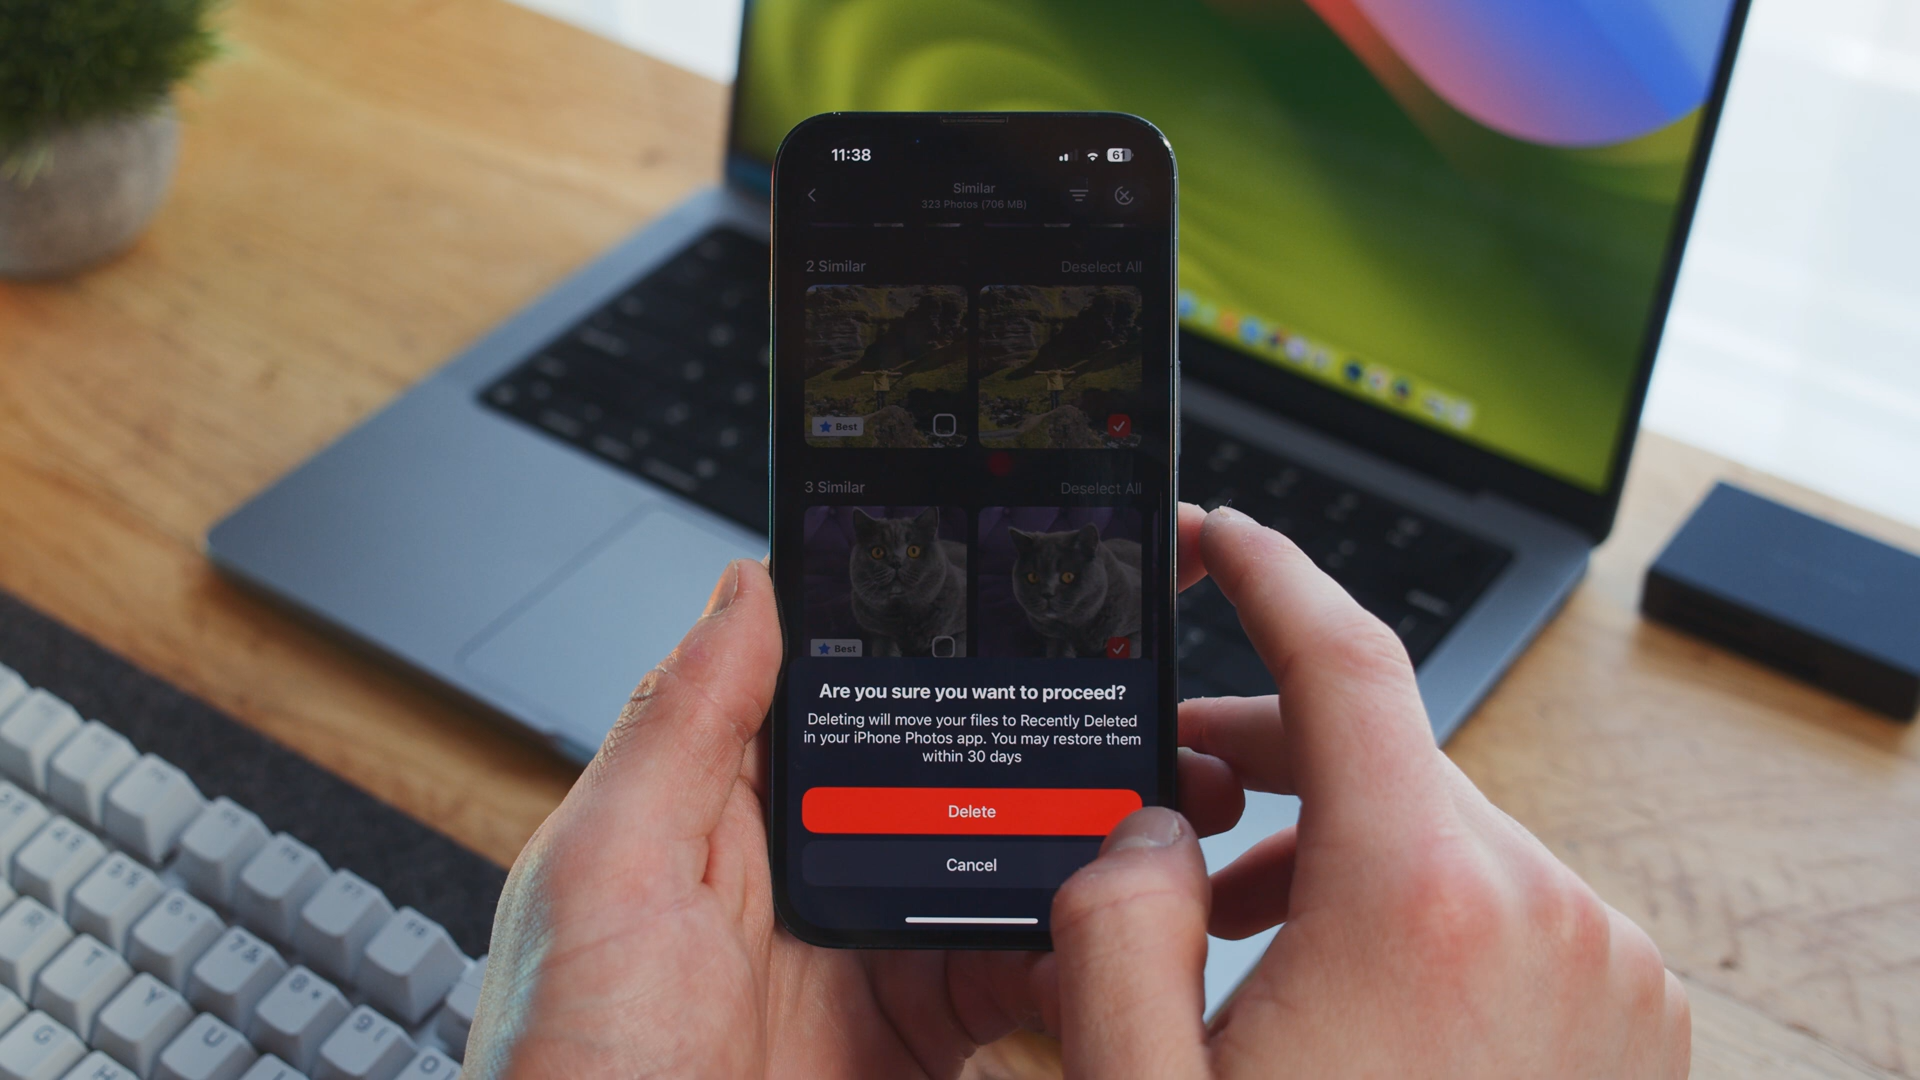 11:38
61
Similar
323 Photos (706 MB)
2 Similar
Deselect All
Best
3 Similar
Deselect All
Best
Are you sure you want to proceed?
Deleting will move your files to Recently Deleted
in your iPhone Photos app. You may restore them
within 30 days
Delete
Cancel
R
T
Y
U
G
H